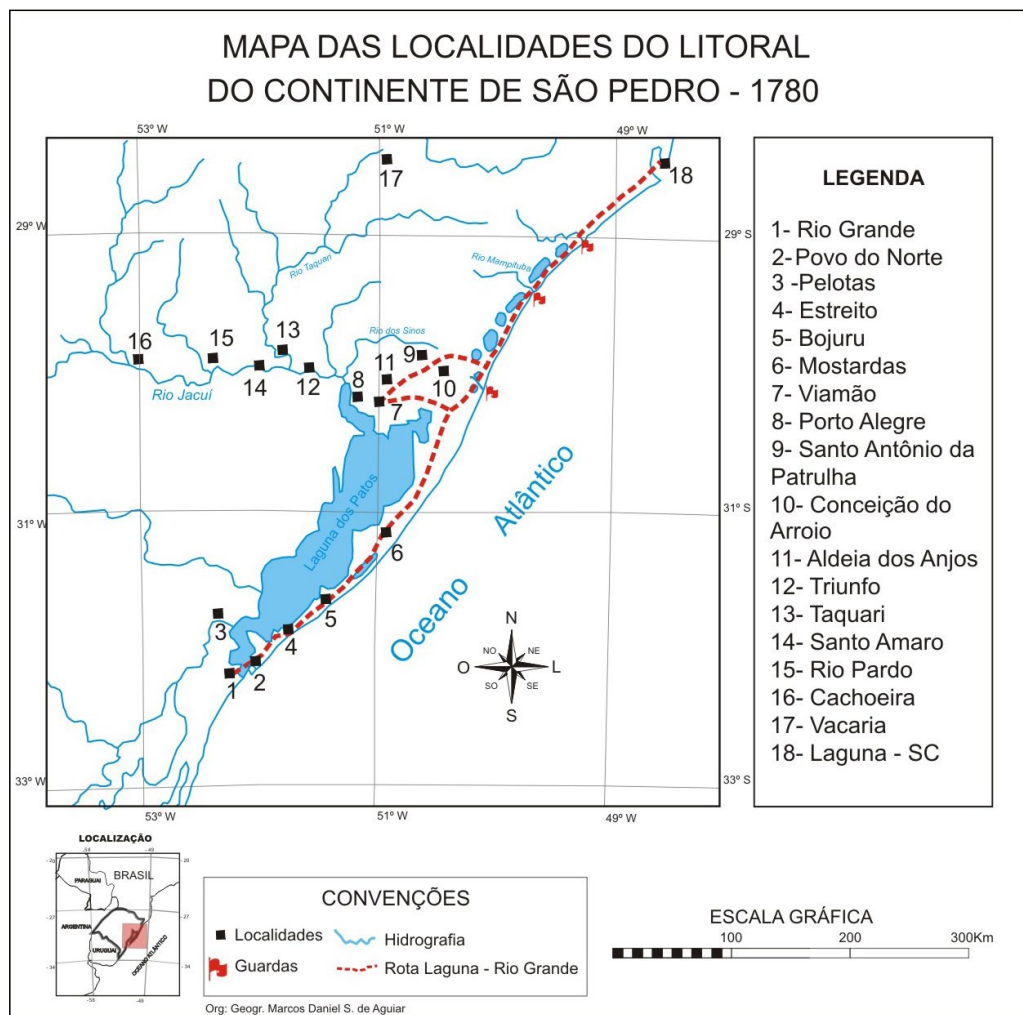 MAPA DAS LOCALIDADES DO LITORAL
DO CONTINENTE DE SÃO PEDRO - 1780
53º W
51º W
49º W
29º W
29º S
31º W
31º S
33º W
33º S
53º W
51º W
49º W
17
18
Rio Taquari
Rio Mampituba
16
15
13
Rio dos Sinos
14
12
11
9
10
8
7
Rio Jacuí
Laguna dos Patos
6
5
4
3
2
1
Oceano
Atlântico
N
NO
NE
O
L
SO
SE
S
LEGENDA
1- Rio Grande
2-Povo do Norte
3 -Pelotas
4- Estreito
5- Bojuru
6- Mostardas
7- Viamão
8- Porto Alegre
9- Santo Antônio da
Patrulha
10- Conceição do
Arroio
11- Aldeia dos Anjos
12- Triunfo
13- Taquari
14- Santo Amaro
15- Rio Pardo
16- Cachoeira
17- Vacaria
18- Laguna - SC
LOCALIZAÇÃO
BRASIL
PARAGUAI
ARGENTINA
URUGUAI
OCEANO ATLÂNTICO
CONVENÇÕES
Localidades
Hidrografia
Guardas
Rota Laguna - Rio Grande
Org: Geogr. Marcos Daniel S. de Aguiar
ESCALA GRÁFICA
100
200
300Km